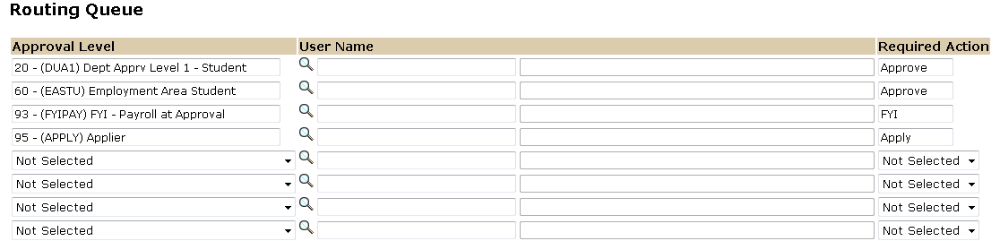 Routing Queue
Approval Level User Name Required Action
20 - (DUA1) Dept Apprv Level 1 - Student Approve
60 - (EASTU) Employment Area Student Approve
93 - (FYIPAY) FYI - Payroll at Approval FYI
95 - (APPLY) Applier Apply
Not Selected Not Selected
Not Selected Not Selected
Not Selected Not Selected
Not Selected Not Selected